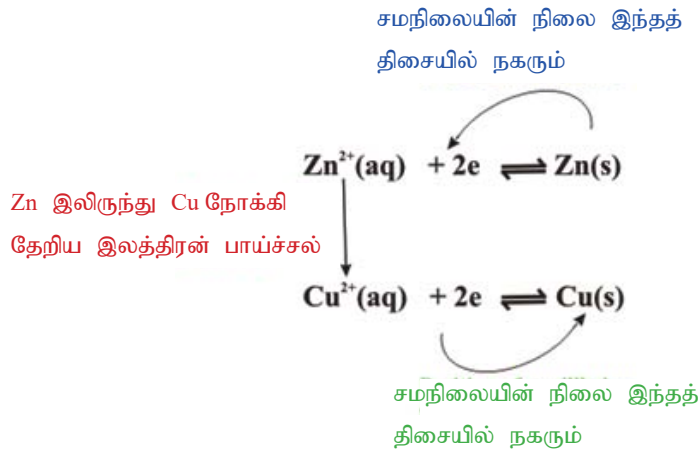 சமநிலையின் நிலை இந்தத்
திசையில் நகரும்
Zn²⁺(aq) + 2e ⇌ Zn(s)
Zn இலிருந்து Cu நோக்கி
தேறிய இலத்திரன் பாய்ச்சல்
Cu²⁺(aq) + 2e ⇌ Cu(s)
சமநிலையின் நிலை இந்தத்
திசையில் நகரும்